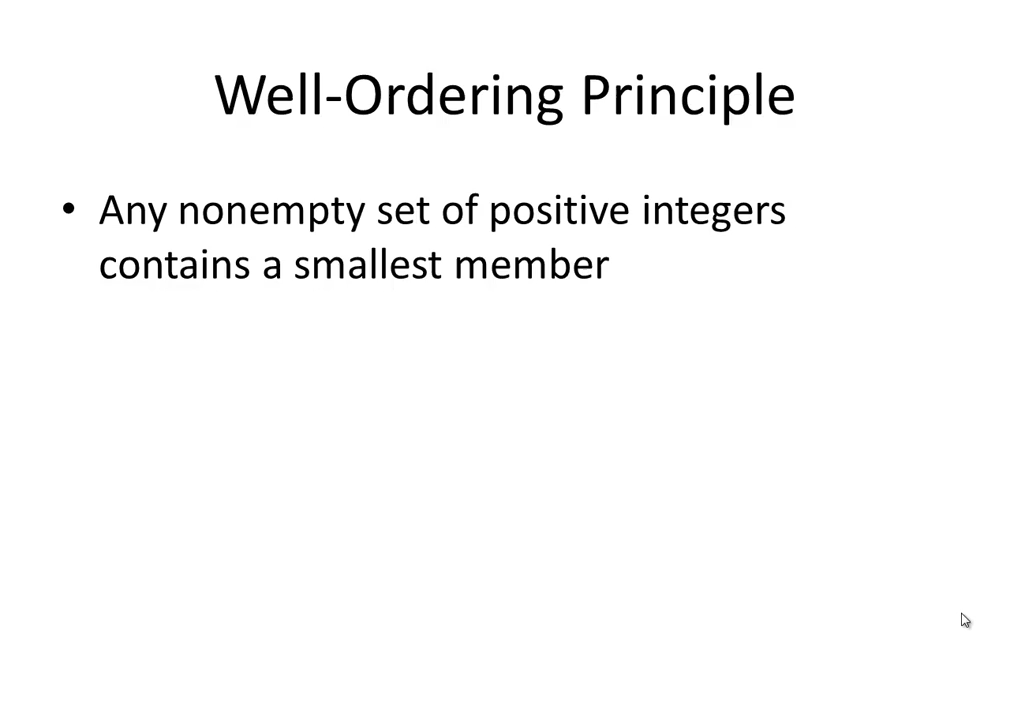 Well-Ordering Principle
• Any nonempty set of positive integers
contains a smallest member